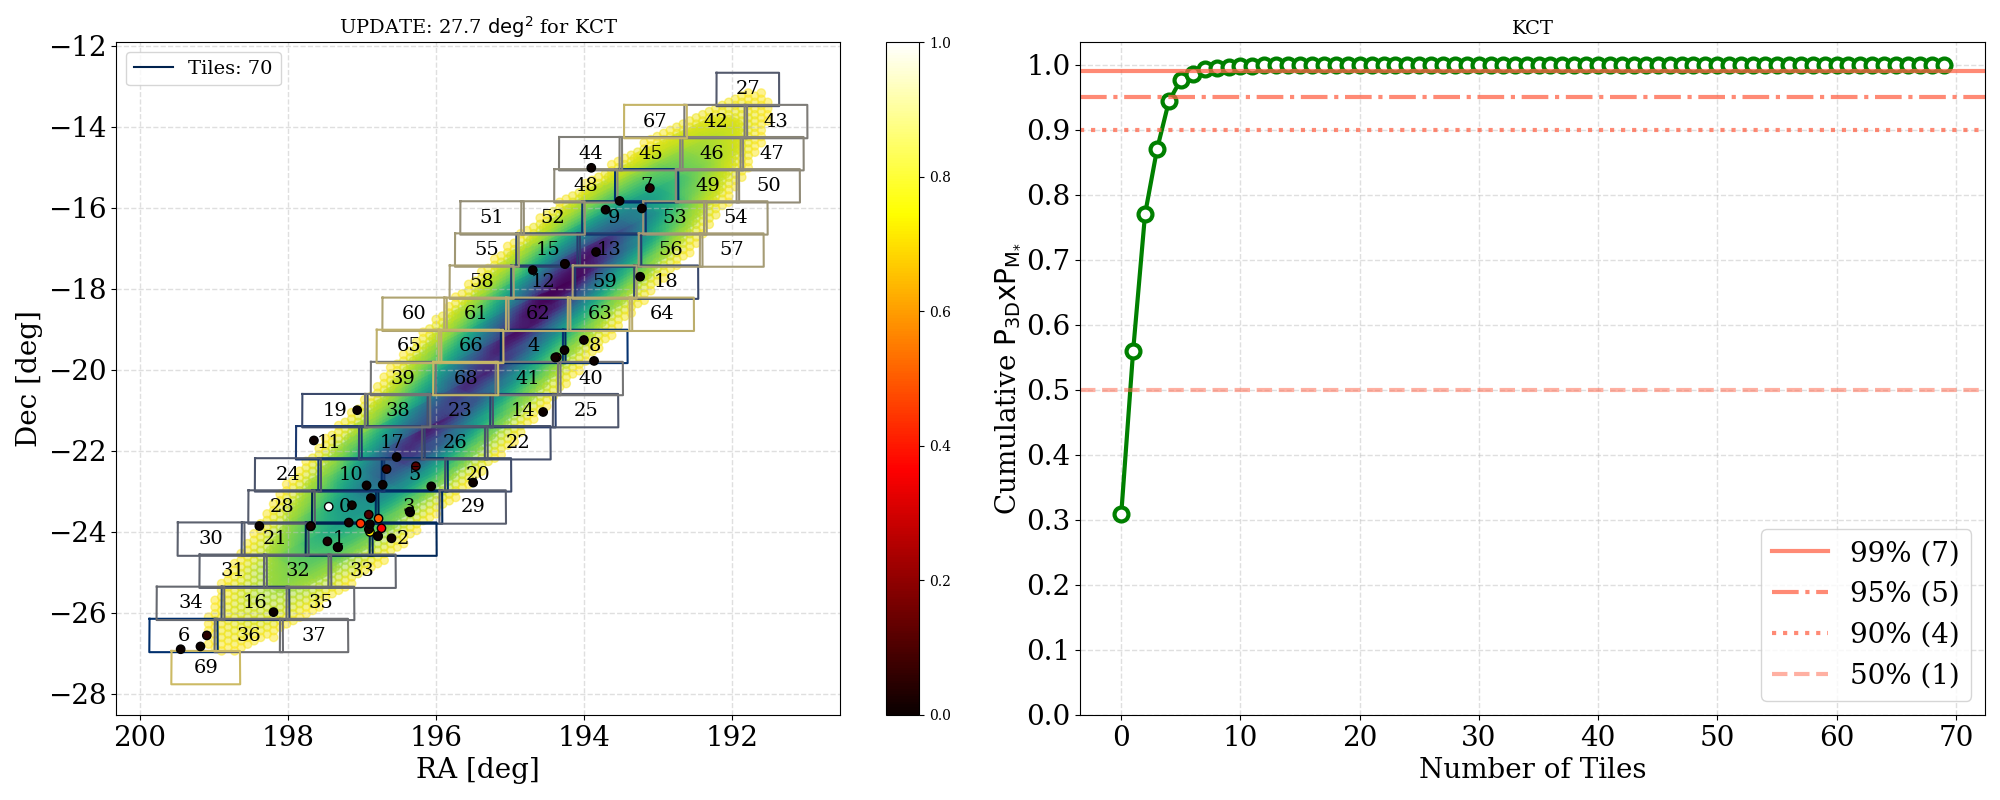 UPDATE: 27.7 deg² for KCT
Tiles: 70
−12
−14
−16
−18
−20
−22
−24
−26
−28
Dec [deg]
27
67 42 43
44 45 46 47
48 7 49 50
51 52 9 53 54
55 15 13 56 57
58 12 59 18
60 61 62 63 64
65 66 4 8
39 68 41 40
19 38 23 14 25
11 17 26 22
24 10 5 20
28 0 3 29
30 21 1 2
31 32 33
34 16 35
6 36 37
69
200 198 196 194 192
RA [deg]
1.0
0.8
0.6
0.4
0.2
0.0
KCT
1.0
0.9
0.8
0.7
0.6
0.5
0.4
0.3
0.2
0.1
0.0
Cumulative P3DxPM*
99% (7)
95% (5)
90% (4)
50% (1)
0 10 20 30 40 50 60 70
Number of Tiles